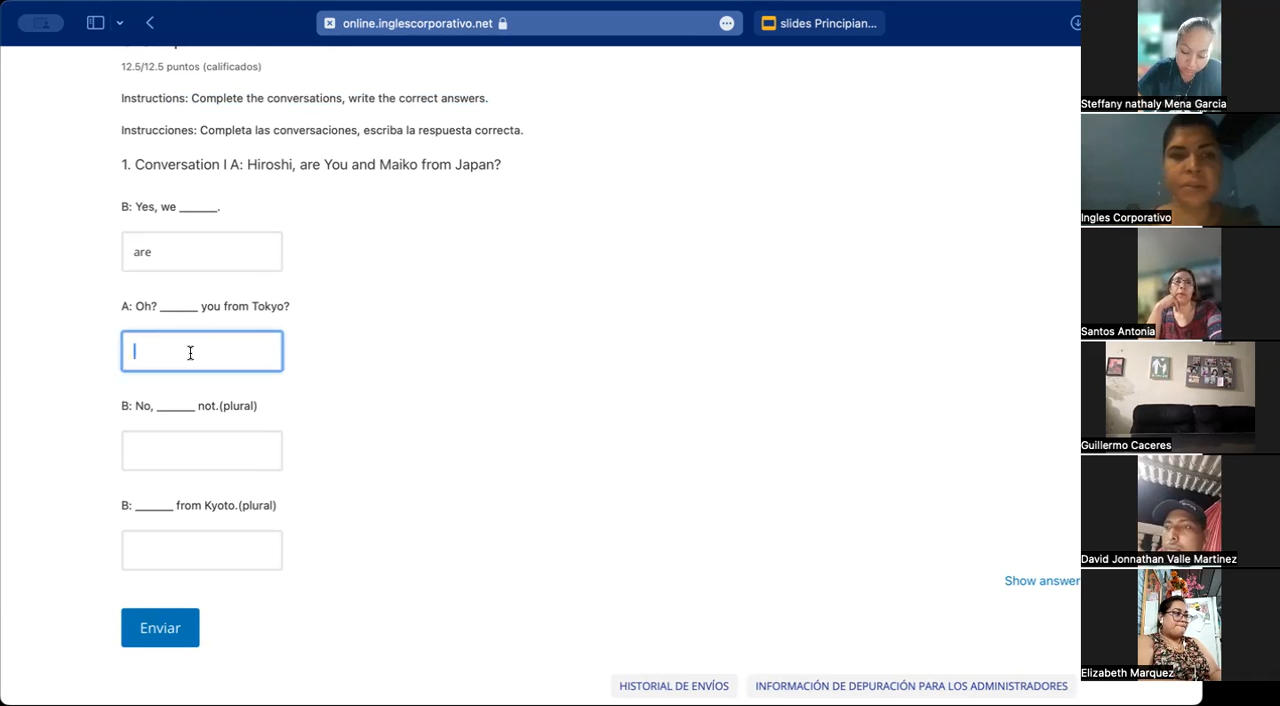 online.inglescorporativo.net
slides Principian...
12.5/12.5 puntos (calificados)
Instructions: Complete the conversations, write the correct answers.
Instrucciones: Completa las conversaciones, escriba la respuesta correcta.
1. Conversation I A: Hiroshi, are You and Maiko from Japan?
B: Yes, we ______.
are
A: Oh? ______ you from Tokyo?
B: No, ______ not.(plural)
B: ______ from Kyoto.(plural)
Show answer
Enviar
HISTORIAL DE ENVÍOS
INFORMACIÓN DE DEPURACIÓN PARA LOS ADMINISTRADORES
Steffany nathaly Mena Garcia
Ingles Corporativo
Santos Antonia
Guillermo Caceres
David Jonnathan Valle Martinez
Elizabeth Marquez